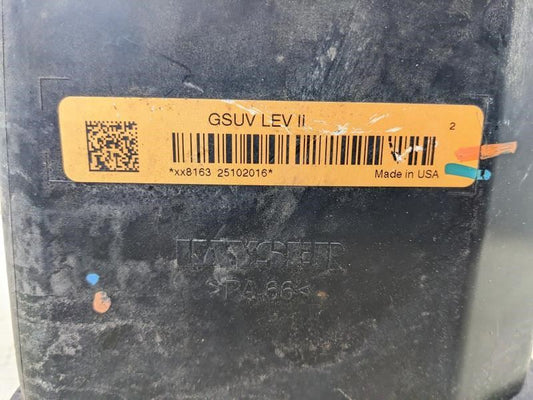 GSUV LEV Ii
2
*xx8163 25102016*
Made in USA
>PA 66<